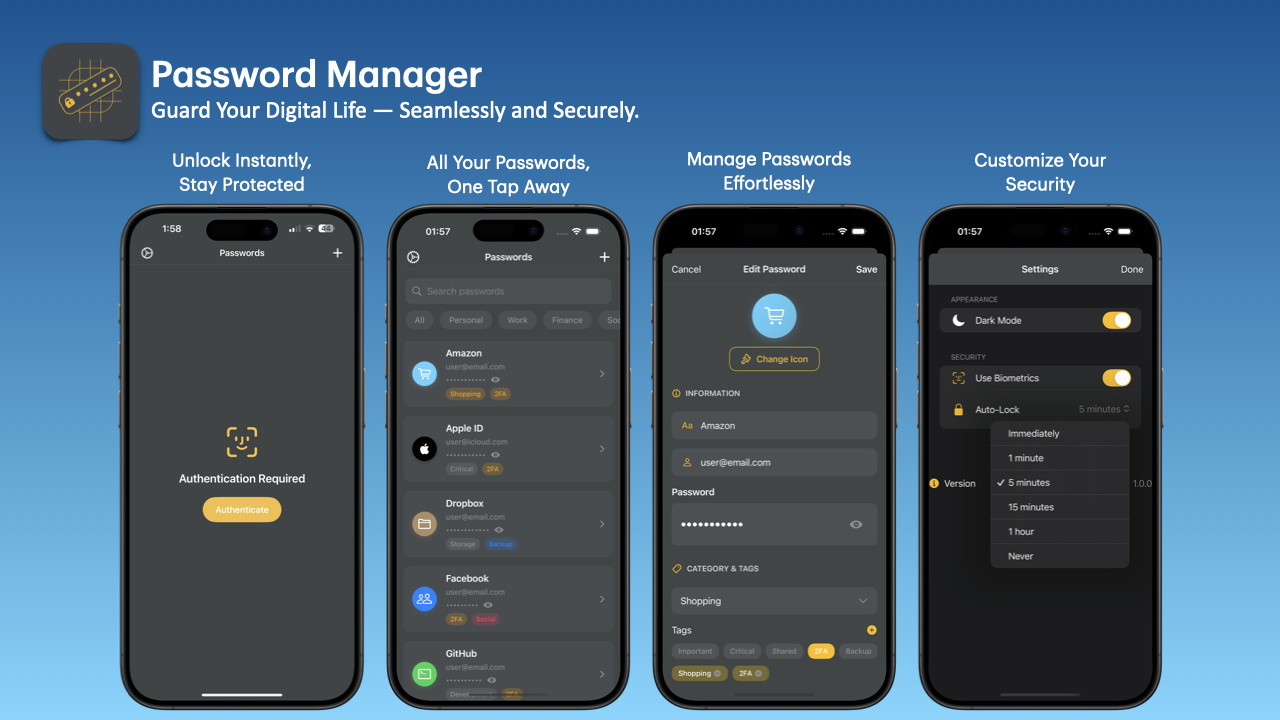 Password Manager
Guard Your Digital Life — Seamlessly and Securely.
Unlock Instantly,
Stay Protected
1:58
44
Passwords
Authentication Required
Authenticate
All Your Passwords,
One Tap Away
01:57
Passwords
Search passwords
All Personal Work Finance Soc
Amazon
user@email.com
Shopping 2FA
Apple ID
user@icloud.com
Critical 2FA
Dropbox
user@email.com
Storage Backup
Facebook
user@email.com
2FA Social
GitHub
user@email.com
2FA
Manage Passwords
Effortlessly
01:57
Cancel Edit Password Save
Change Icon
INFORMATION
Aa Amazon
user@email.com
Password
CATEGORY & TAGS
Shopping
Tags
Important Critical Shared 2FA Backup
Shopping 2FA
Customize Your
Security
01:57
Settings Done
APPEARANCE
Dark Mode
SECURITY
Use Biometrics
Auto-Lock 5 minutes
Immediately
1 minute
5 minutes
15 minutes
1 hour
Never
Version 1.0.0